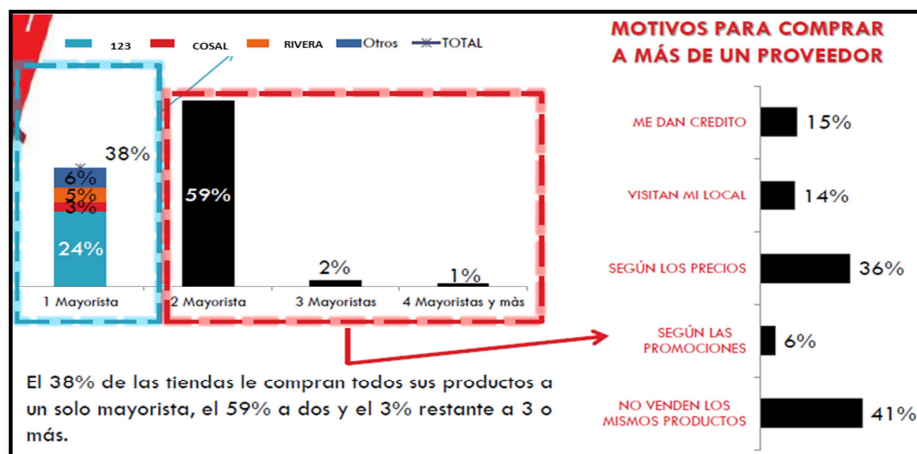 123 COSAL RIVERA Otros TOTAL
MOTIVOS PARA COMPRAR
A MÁS DE UN PROVEEDOR
38%
6%
5%
3%
24%
59%
2%
1%
1 Mayorista 2 Mayorista 3 Mayoristas 4 Mayoristas y màs
ME DAN CREDITO 15%
VISITAN MI LOCAL 14%
SEGÚN LOS PRECIOS 36%
SEGÚN LAS
PROMOCIONES 6%
NO VENDEN LOS
MISMOS PRODUCTOS 41%
El 38% de las tiendas le compran todos sus productos a
un solo mayorista, el 59% a dos y el 3% restante a 3 o
más.